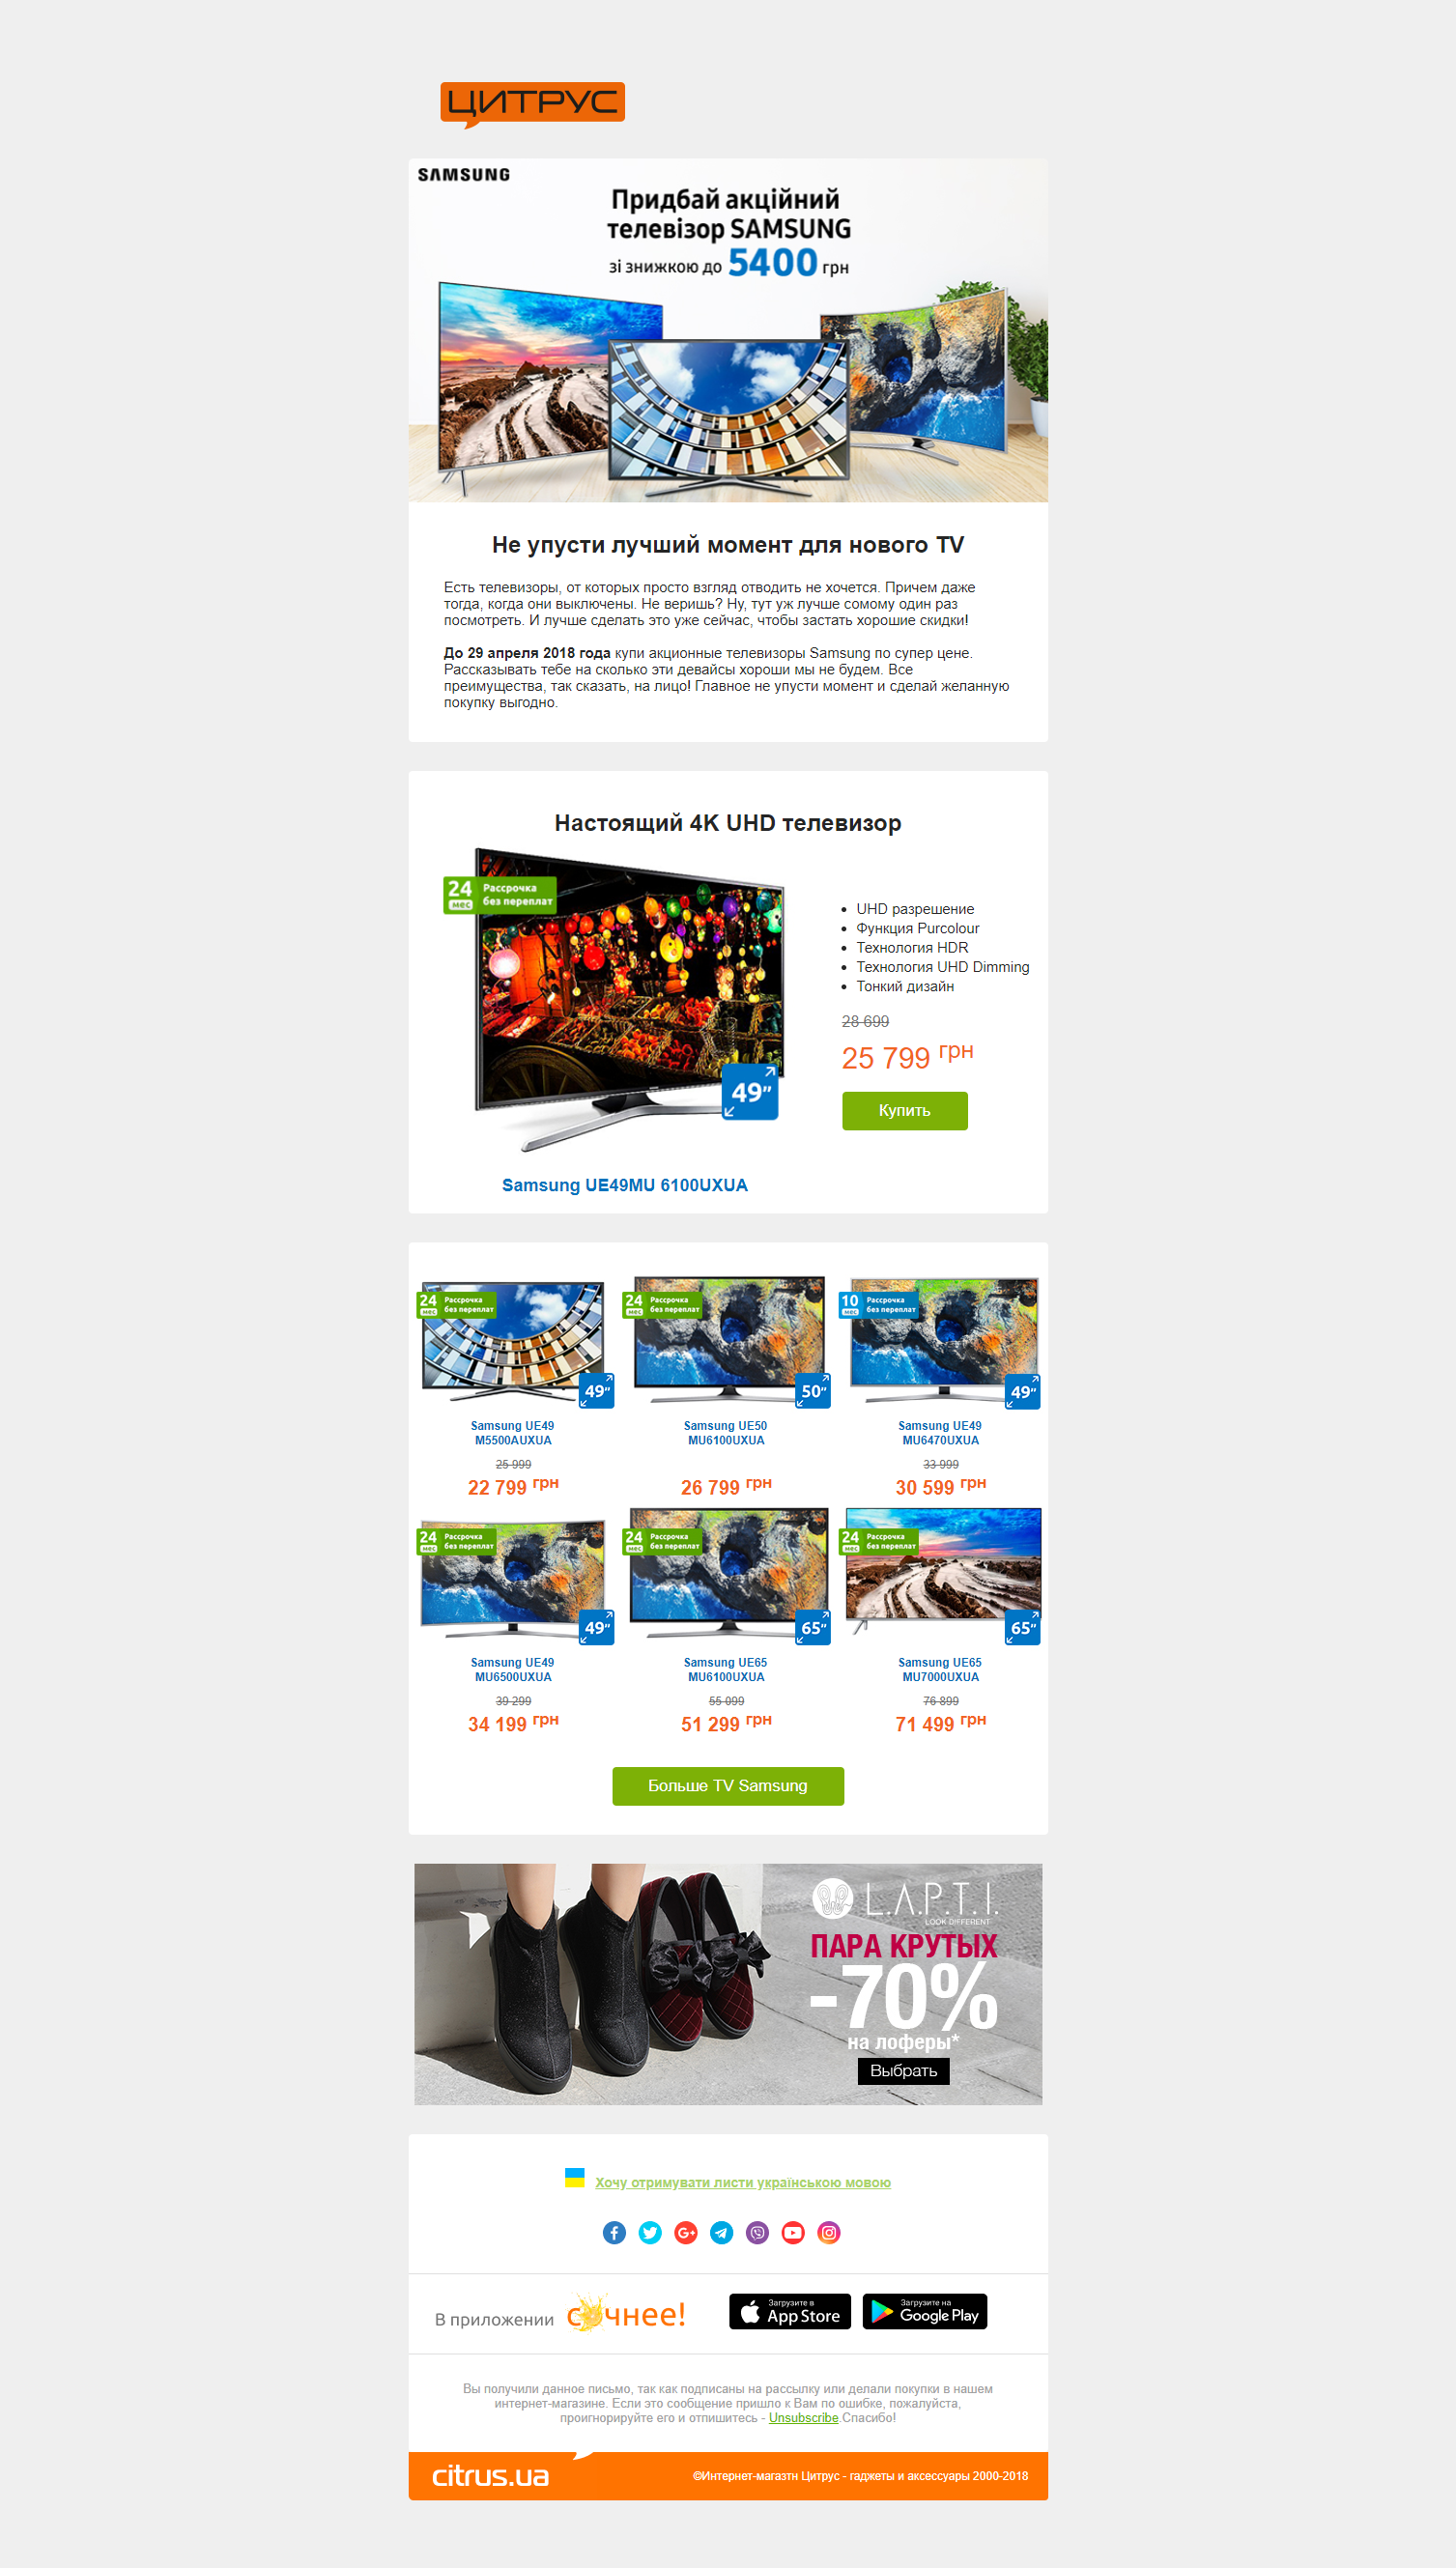 ЦИТРУС
SAMSUNG
Придбай акційний
телевізор SAMSUNG
зі знижкою до 5400 грн
Не упусти лучший момент для нового TV
Есть телевизоры, от которых просто взгляд отводить не хочется. Причем даже
тогда, когда они выключены. Не веришь? Ну, тут уж лучше сомому один раз
посмотреть. И лучше сделать это уже сейчас, чтобы застать хорошие скидки!
До 29 апреля 2018 года купи акционные телевизоры Samsung по супер цене.
Рассказывать тебе на сколько эти девайсы хороши мы не будем. Все
преимущества, так сказать, на лицо! Главное не упусти момент и сделай желанную
покупку выгодно.
Настоящий 4K UHD телевизор
24 мес Рассрочка
без переплат
49”
Samsung UE49MU 6100UXUA
• UHD разрешение
• Функция Purcolour
• Технология HDR
• Технология UHD Dimming
• Тонкий дизайн
28 699
25 799 грн
Купить
24 мес Рассрочка без переплат
24 мес Рассрочка без переплат
10 мес Рассрочка без переплат
49” 50” 49”
Samsung UE49 Samsung UE50 Samsung UE49
M5500AUXUA MU6100UXUA MU6470UXUA
25 999 33 999
22 799 грн 26 799 грн 30 599 грн
24 мес Рассрочка без переплат
24 мес Рассрочка без переплат
24 мес Рассрочка без переплат
49” 65” 65”
Samsung UE49 Samsung UE65 Samsung UE65
MU6500UXUA MU6100UXUA MU7000UXUA
39 299 55 099 76 899
34 199 грн 51 299 грн 71 499 грн
Больше TV Samsung
L.A.P.T.I.
LOOK DIFFERENT
ПАРА КРУТЫХ
-70%
на лоферы*
Выбрать
Хочу отримувати листи українською мовою
В приложении сочнее!
Загрузите в
App Store
Загрузите на
Google Play
Вы получили данное письмо, так как подписаны на рассылку или делали покупки в нашем
интернет-магазине. Если это сообщение пришло к Вам по ошибке, пожалуйста,
проигнорируйте его и отпишитесь - Unsubscribe.Спасибо!
citrus.ua
©Интернет-магазтн Цитрус - гаджеты и аксессуары 2000-2018